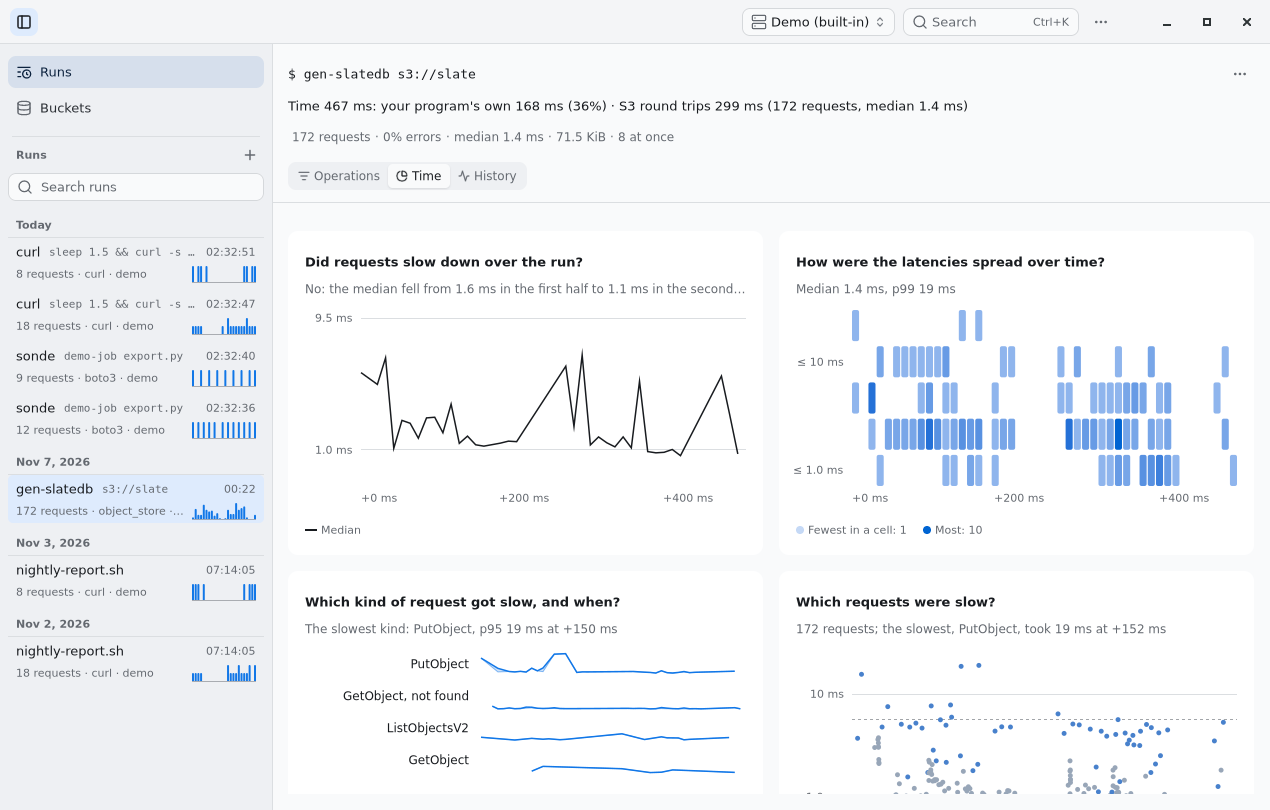 Demo (built-in)
Search
Ctrl+K
Runs
Buckets
Runs
Search runs
Today
curl sleep 1.5 && curl -s … 02:32:51
8 requests · curl · demo
curl sleep 1.5 && curl -s … 02:32:47
18 requests · curl · demo
sonde demo-job export.py 02:32:40
9 requests · boto3 · demo
sonde demo-job export.py 02:32:36
12 requests · boto3 · demo
Nov 7, 2026
gen-slatedb s3://slate 00:22
172 requests · object_store ·…
Nov 3, 2026
nightly-report.sh 07:14:05
8 requests · curl · demo
Nov 2, 2026
nightly-report.sh 07:14:05
18 requests · curl · demo
$ gen-slatedb s3://slate
Time 467 ms: your program's own 168 ms (36%) · S3 round trips 299 ms (172 requests, median 1.4 ms)
172 requests · 0% errors · median 1.4 ms · 71.5 KiB · 8 at once
Operations
Time
History
Did requests slow down over the run?
No: the median fell from 1.6 ms in the first half to 1.1 ms in the second…
9.5 ms
1.0 ms
+0 ms +200 ms +400 ms
Median
How were the latencies spread over time?
Median 1.4 ms, p99 19 ms
≤ 10 ms
≤ 1.0 ms
+0 ms +200 ms +400 ms
Fewest in a cell: 1 Most: 10
Which kind of request got slow, and when?
The slowest kind: PutObject, p95 19 ms at +150 ms
PutObject
GetObject, not found
ListObjectsV2
GetObject
Which requests were slow?
172 requests; the slowest, PutObject, took 19 ms at +152 ms
10 ms